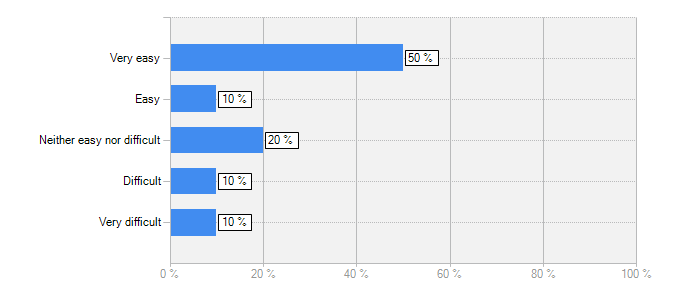 Very easy 50 %
Easy 10 %
Neither easy nor difficult 20 %
Difficult 10 %
Very difficult 10 %
0 % 20 % 40 % 60 % 80 % 100 %